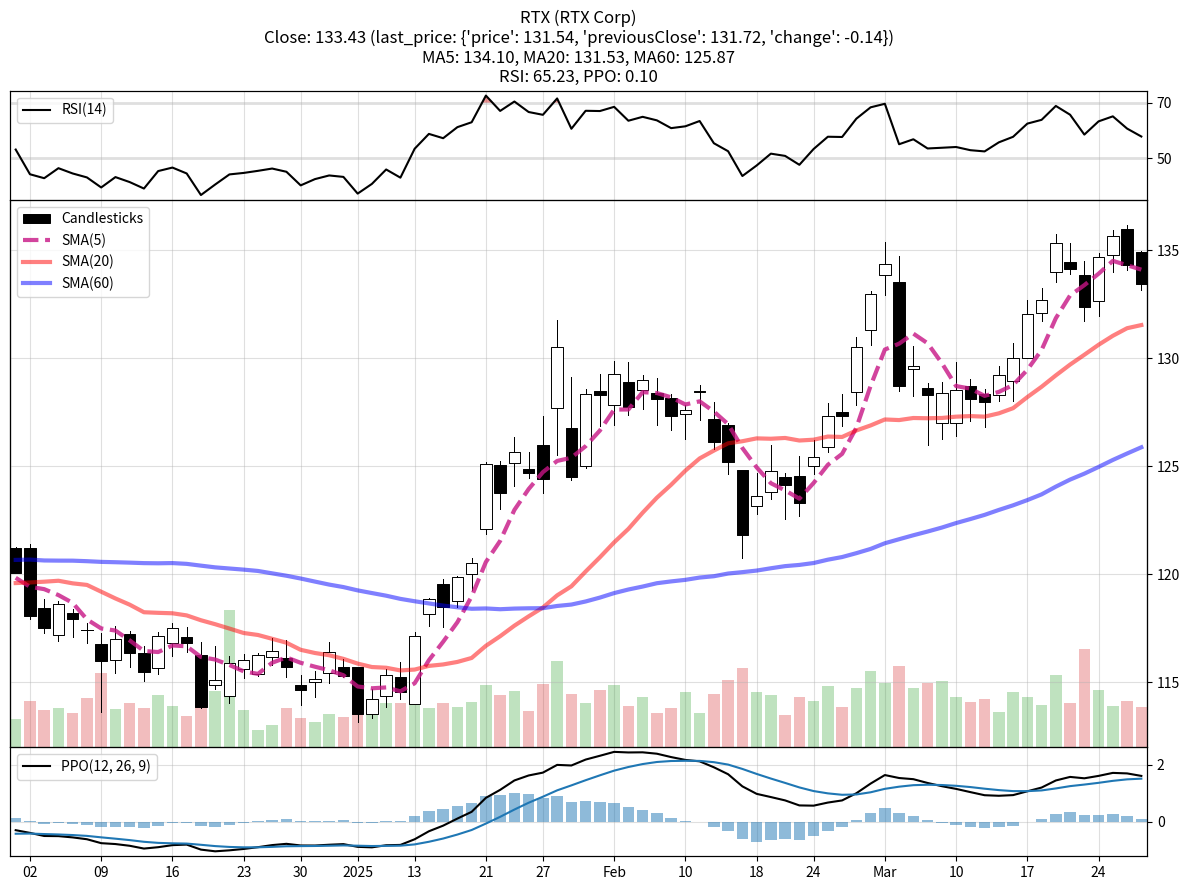 RTX (RTX Corp)
Close: 133.43 (last_price: {'price': 131.54, 'previousClose': 131.72, 'change': -0.14})
MA5: 134.10, MA20: 131.53, MA60: 125.87
RSI: 65.23, PPO: 0.10
RSI(14)
70
50
Candlesticks
SMA(5)
SMA(20)
SMA(60)
135
130
125
120
115
PPO(12, 26, 9)
2
0
02 09 16 23 30 2025 13 21 27 Feb 10 18 24 Mar 10 17 24